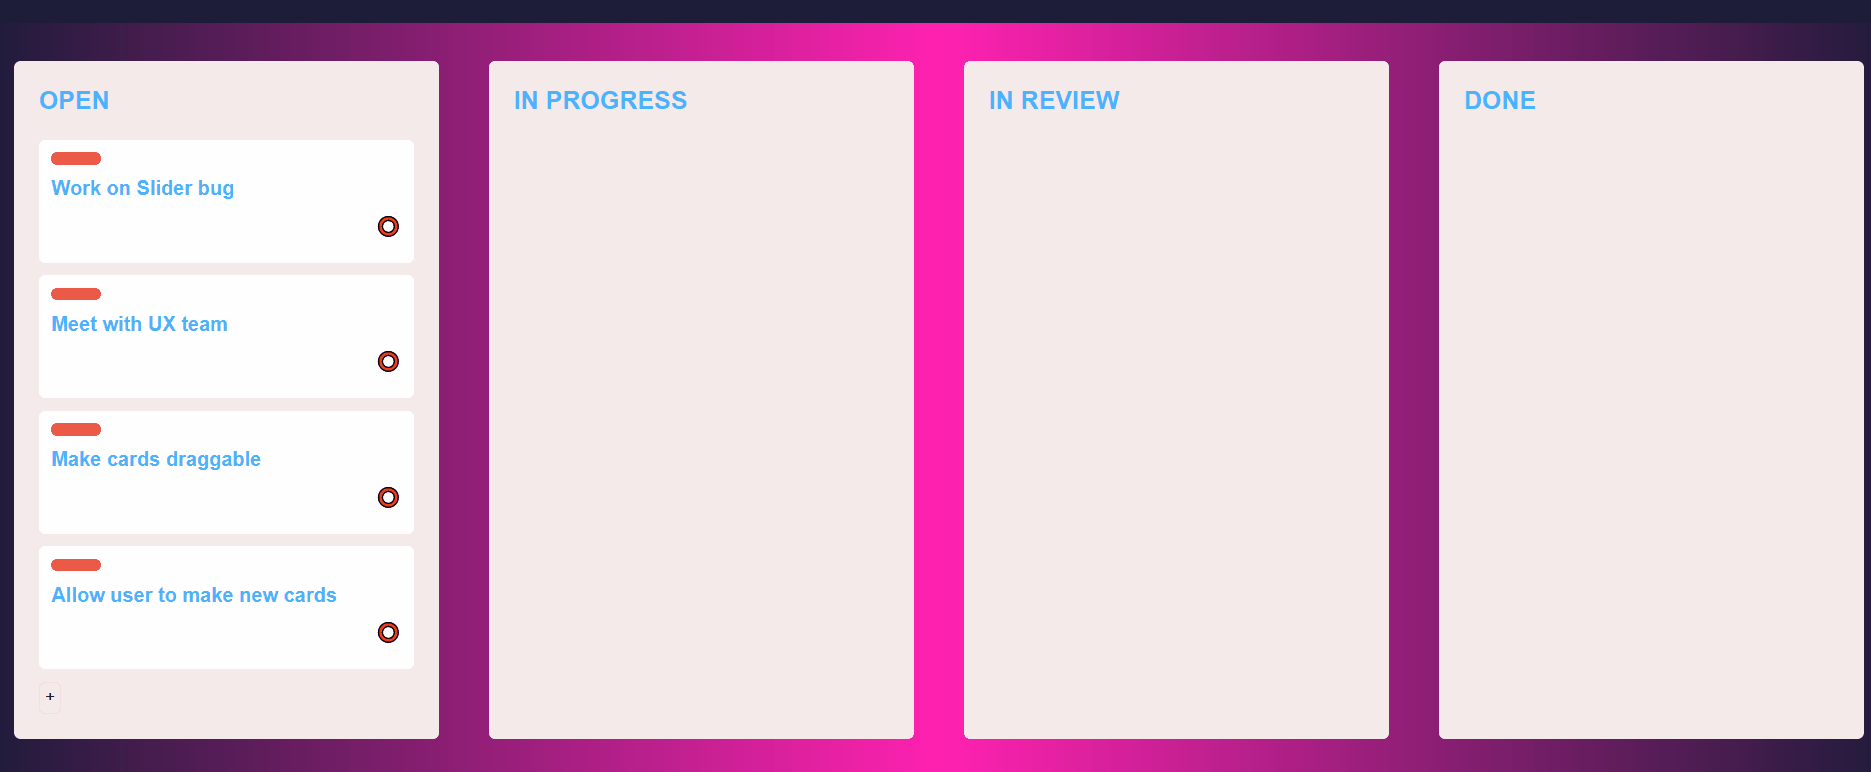 OPEN
IN PROGRESS
IN REVIEW
DONE
Work on Slider bug
Meet with UX team
Make cards draggable
Allow user to make new cards
+